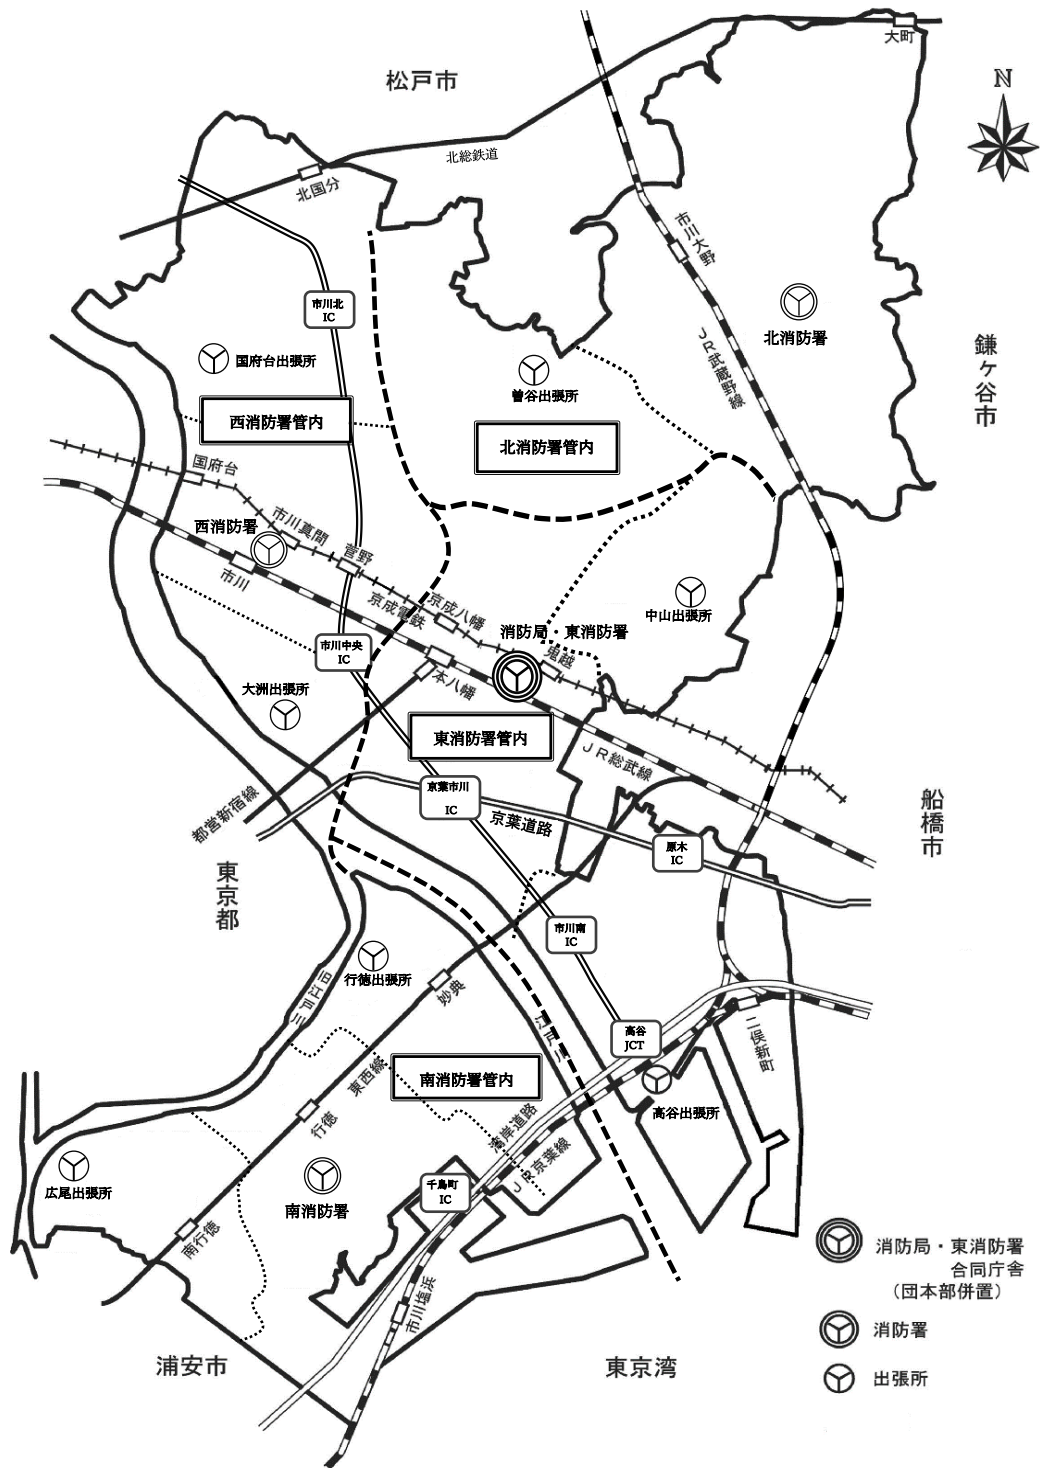 大町
松戸市
N
北総鉄道
北国分
市川大野
市川北
IC
北消防署
JR武蔵野線
鎌ヶ谷市
国府台出張所
曽谷出張所
西消防署管内
北消防署管内
国府台
西消防署
市川真間
菅野
市川
京成八幡
京成電鉄
中山出張所
消防局・東消防署
市川中央
IC
鬼越
本八幡
大洲出張所
東消防署管内
JR総武線
京葉市川
IC
都営新宿線
京葉道路
船橋市
原木
IC
東京都
市川南
IC
行徳出張所
旧江戸川
妙典
江戸川
高谷
JCT
二俣新町
東西線
南消防署管内
高谷出張所
行徳
湾岸道路
JR京葉線
広尾出張所
千鳥町
IC
南消防署
南行徳
消防局・東消防署
合同庁舎
（団本部併置）
市川塩浜
消防署
浦安市
東京湾
出張所